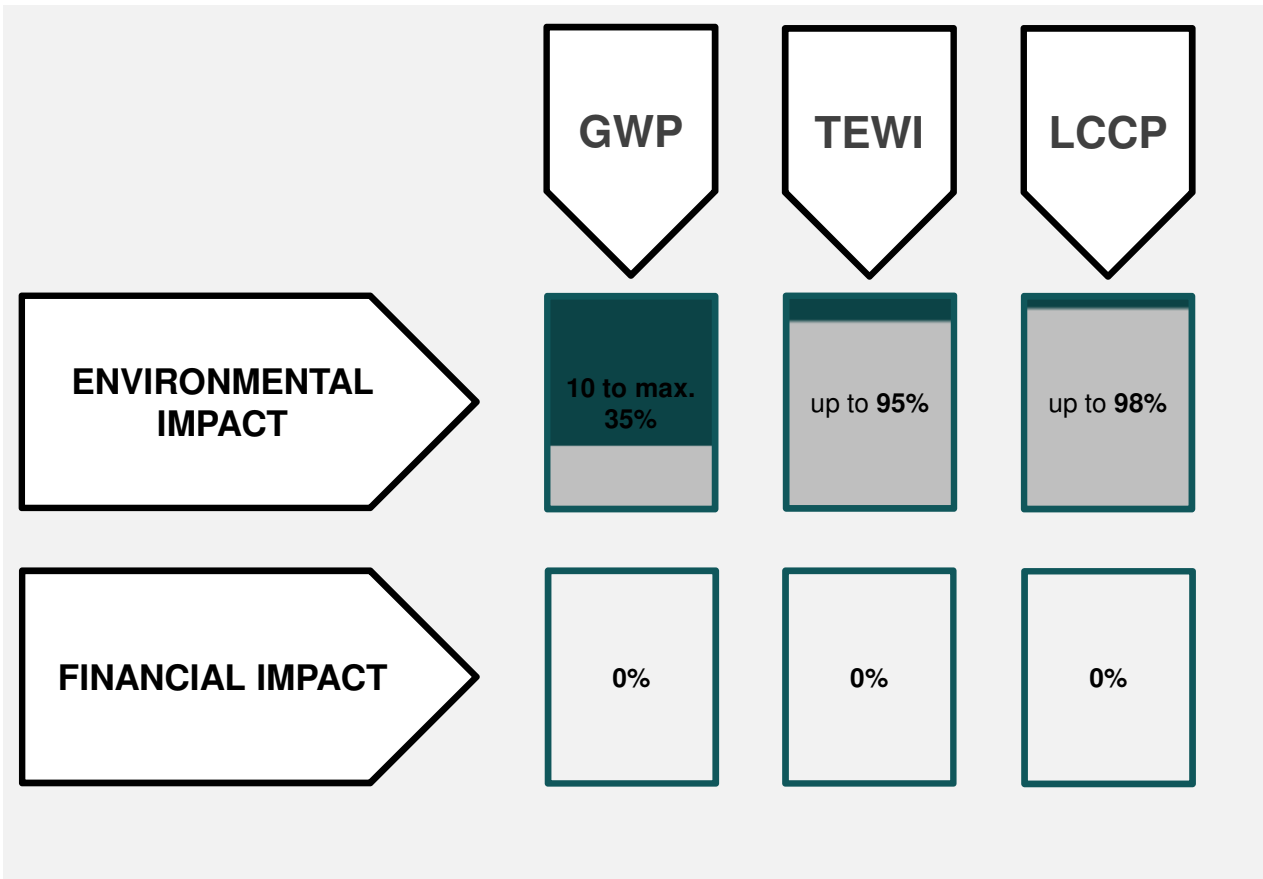 GWP
TEWI
LCCP
ENVIRONMENTAL
IMPACT
10 to max.
35%
up to 95%
up to 98%
FINANCIAL IMPACT
0%
0%
0%